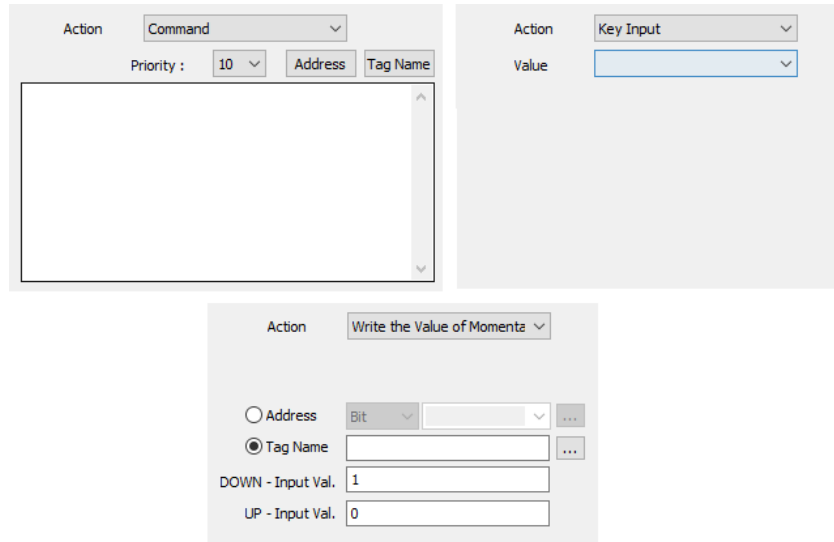 Action Command
Priority : 10 Address Tag Name
Action Key Input
Value
Action Write the Value of Momenta
Address Bit ...
Tag Name ...
DOWN - Input Val. 1
UP - Input Val. 0